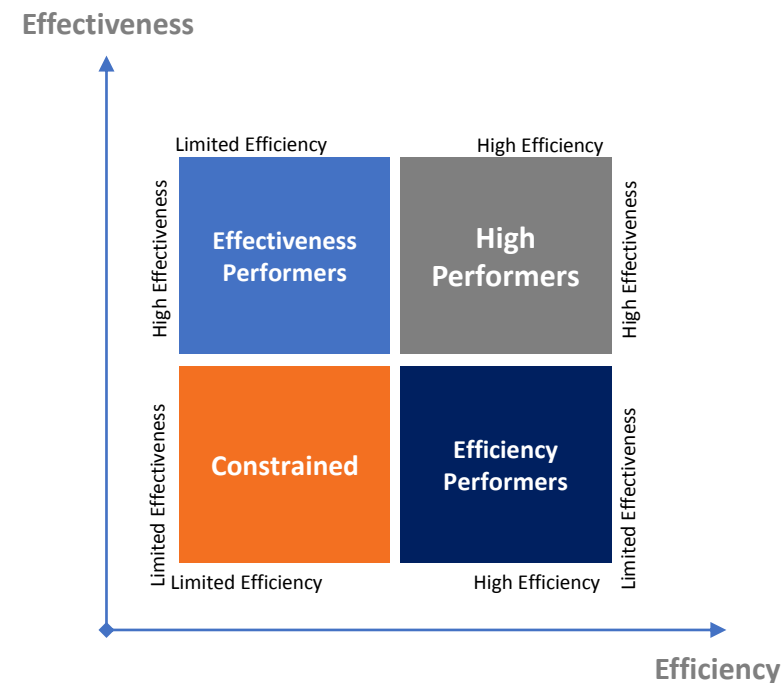 Effectiveness
Limited Efficiency
High Efficiency
High Effectiveness
Effectiveness
Performers
High
Performers
High Effectiveness
Limited Effectiveness
Constrained
Efficiency
Performers
Limited Effectiveness
Limited Efficiency
High Efficiency
Efficiency